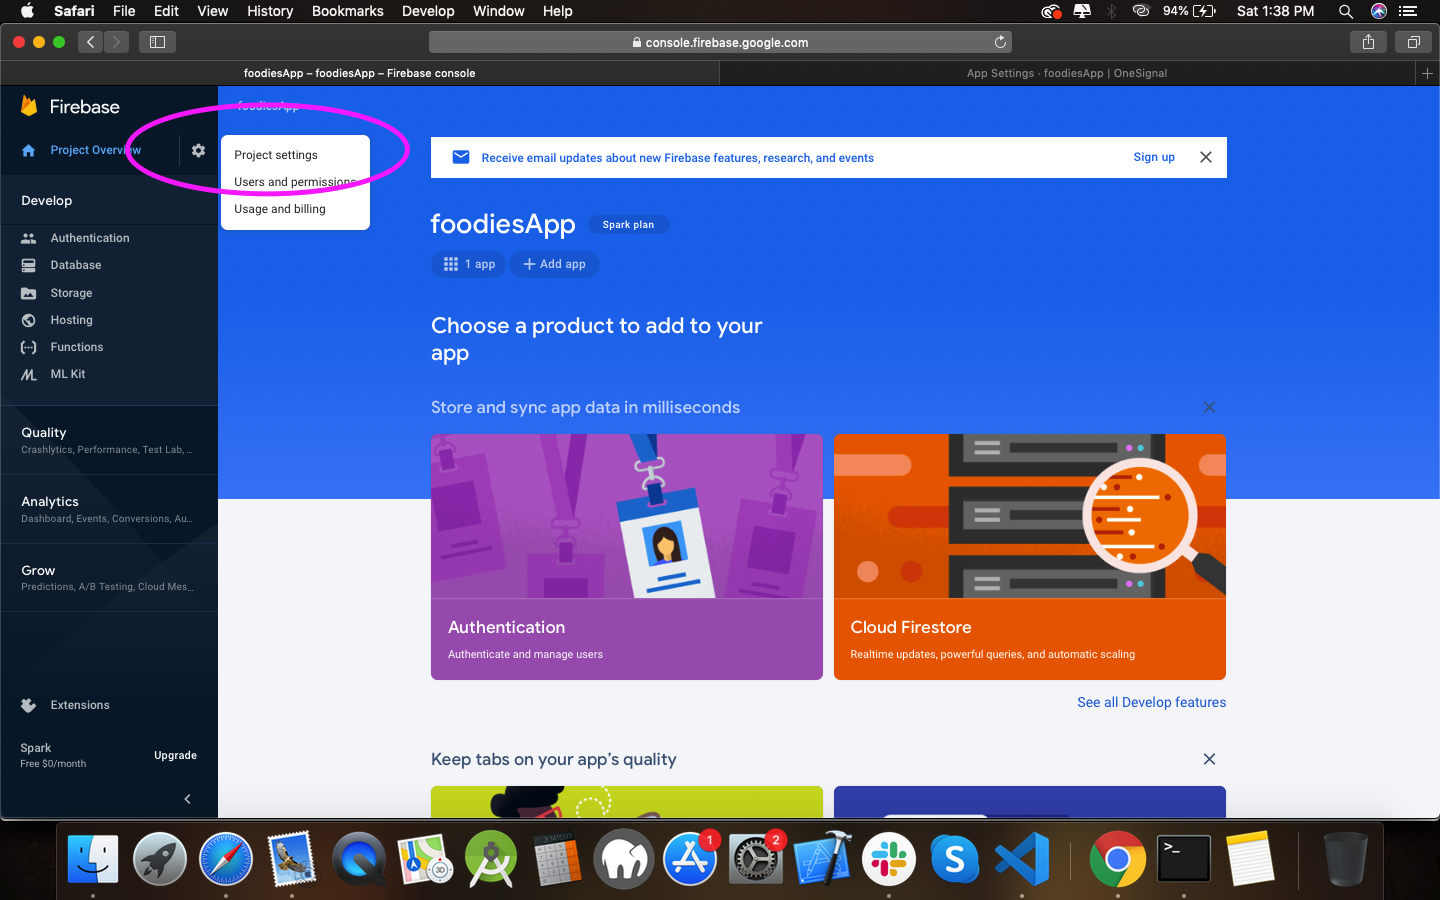 Safari File Edit View History Bookmarks Develop Window Help 94% Sat 1:38 PM
console.firebase.google.com
foodiesApp – foodiesApp – Firebase console
App Settings · foodiesApp | OneSignal
Firebase
foodiesApp
Project Overview
Project settings
Users and permissions
Usage and billing
Receive email updates about new Firebase features, research, and events
Sign up
Develop
Authentication
Database
Storage
Hosting
Functions
ML Kit
Quality
Crashlytics, Performance, Test Lab, ...
Analytics
Dashboard, Events, Conversions, Au...
Grow
Predictions, A/B Testing, Cloud Mes...
Extensions
Spark
Free $0/month
Upgrade
foodiesApp
Spark plan
1 app
Add app
Choose a product to add to your
app
Store and sync app data in milliseconds
Authentication
Authenticate and manage users
Cloud Firestore
Realtime updates, powerful queries, and automatic scaling
See all Develop features
Keep tabs on your app’s quality
3D
1
2
>_